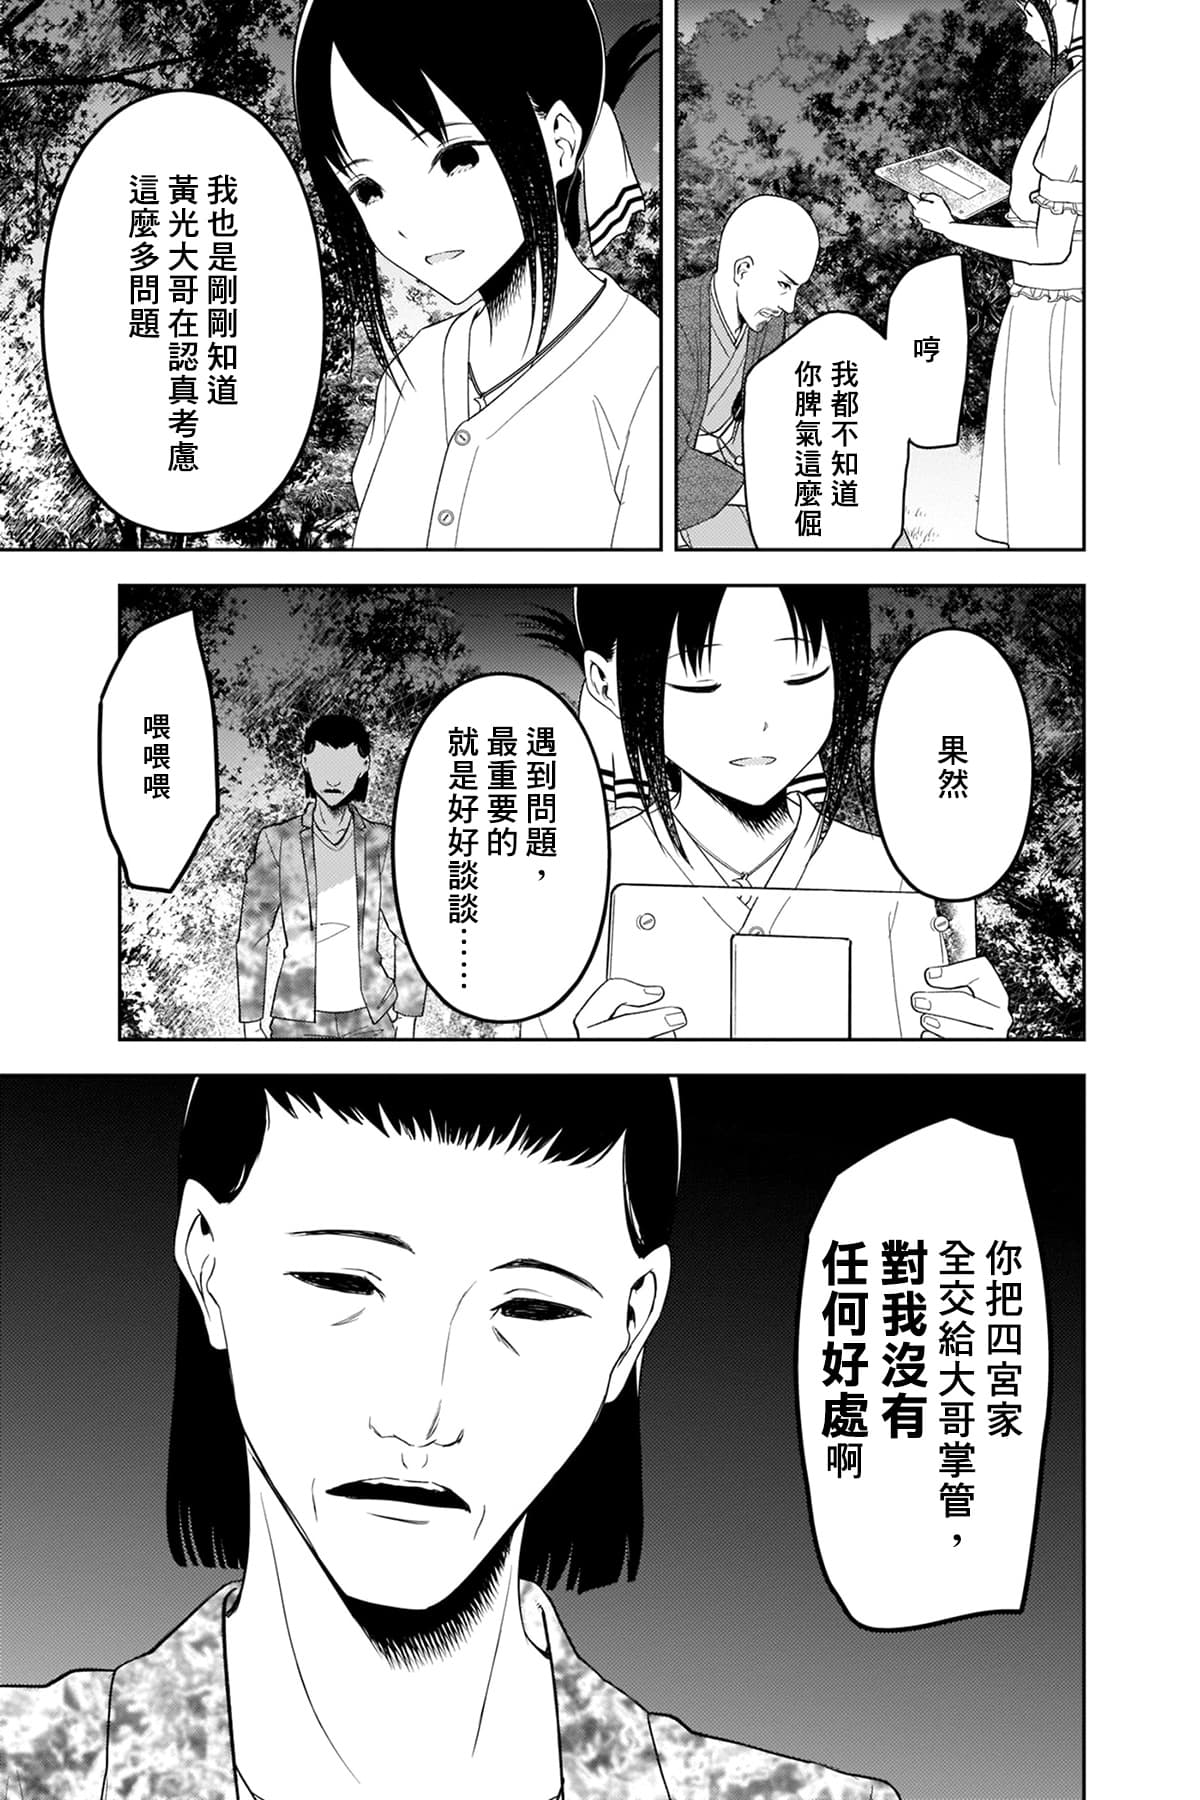 哼
我都不知道
你脾氣這麼倔
我也是剛剛知道
黃光大哥在認真考慮
這麼多問題
果然
遇到問題，
最重要的
就是好好談談……
喂喂喂
你把四宮家
全交給大哥掌管，
對我沒有
任何好處啊